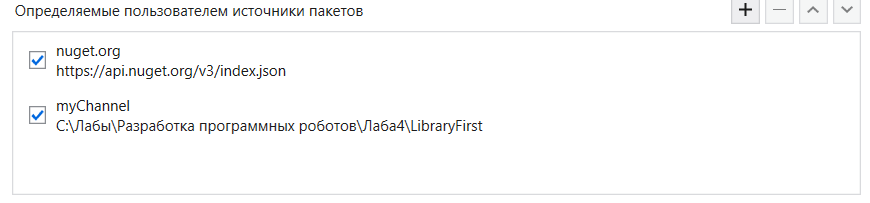 Определяемые пользователем источники пакетов
nuget.org
https://api.nuget.org/v3/index.json
myChannel
C:\Лабы\Разработка программных роботов\Лаба4\LibraryFirst